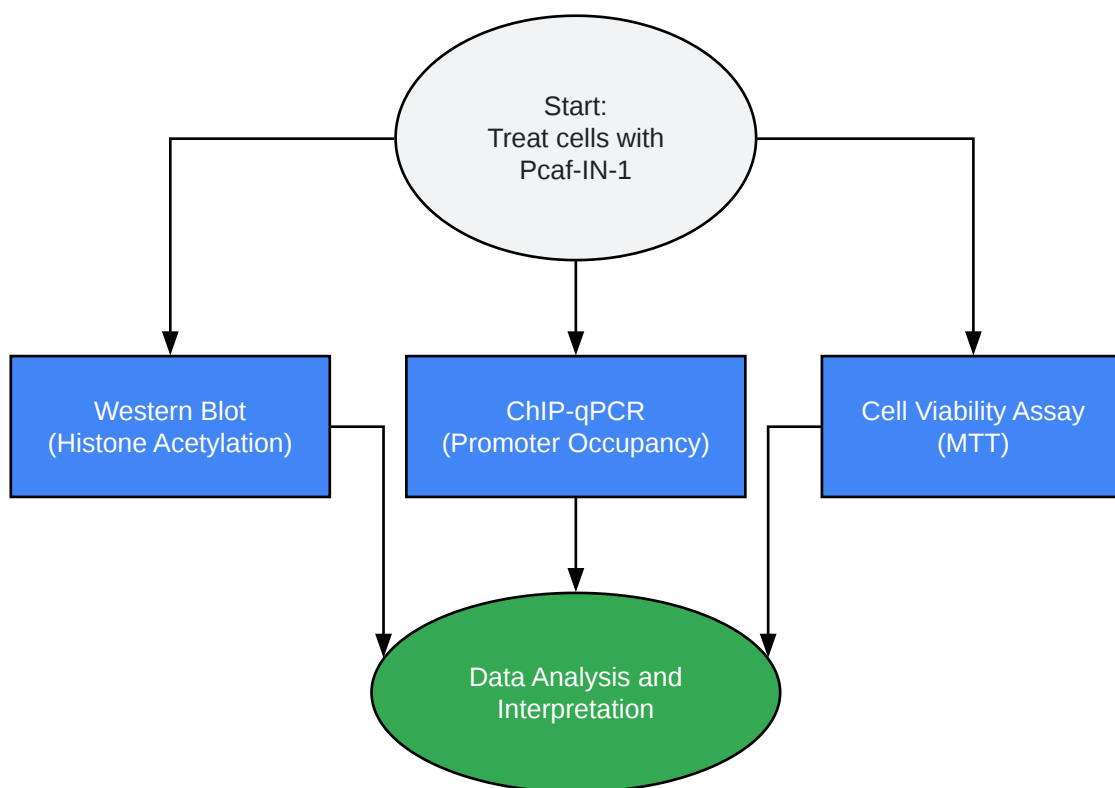 Start:
Treat cells with
Pcaf-IN-1
Western Blot
(Histone Acetylation)
ChIP-qPCR
(Promoter Occupancy)
Cell Viability Assay
(MTT)
Data Analysis and
Interpretation